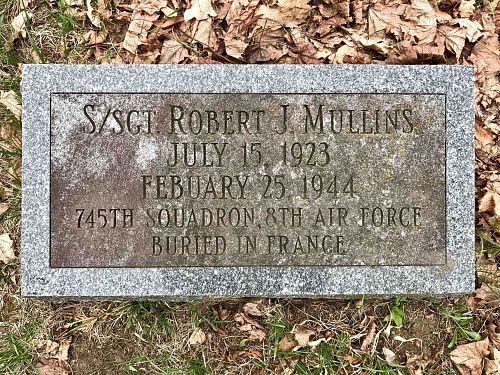 S/SGT. ROBERT J. MULLINS
JULY 15, 1923
FEBUARY 25, 1944
745TH SQUADRON, 8TH AIR FORCE
BURIED IN FRANCE